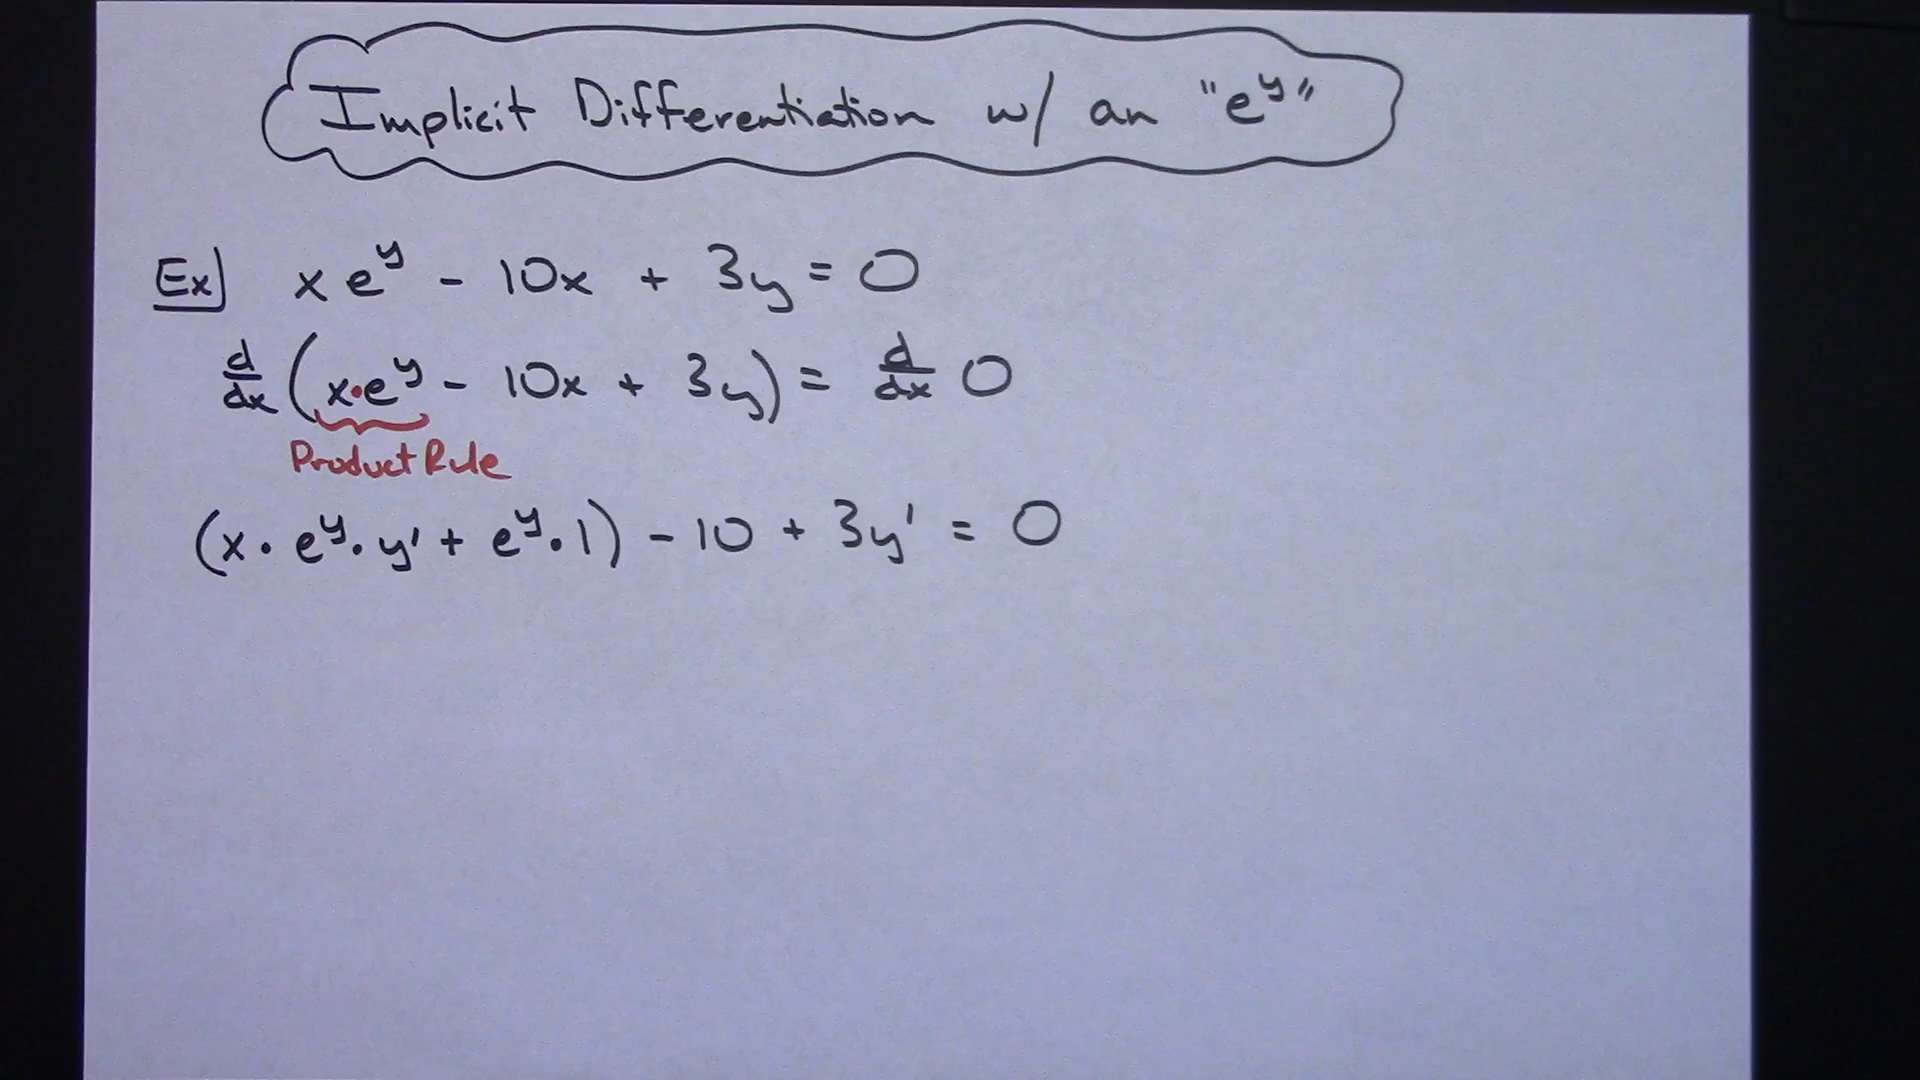 Implicit Differentiation w/ an "e^y"
Ex) x e^y - 10x + 3y = 0
d/dx (x·e^y - 10x + 3y) = d/dx 0
Product Rule
(x · e^y · y' + e^y · 1) - 10 + 3y' = 0